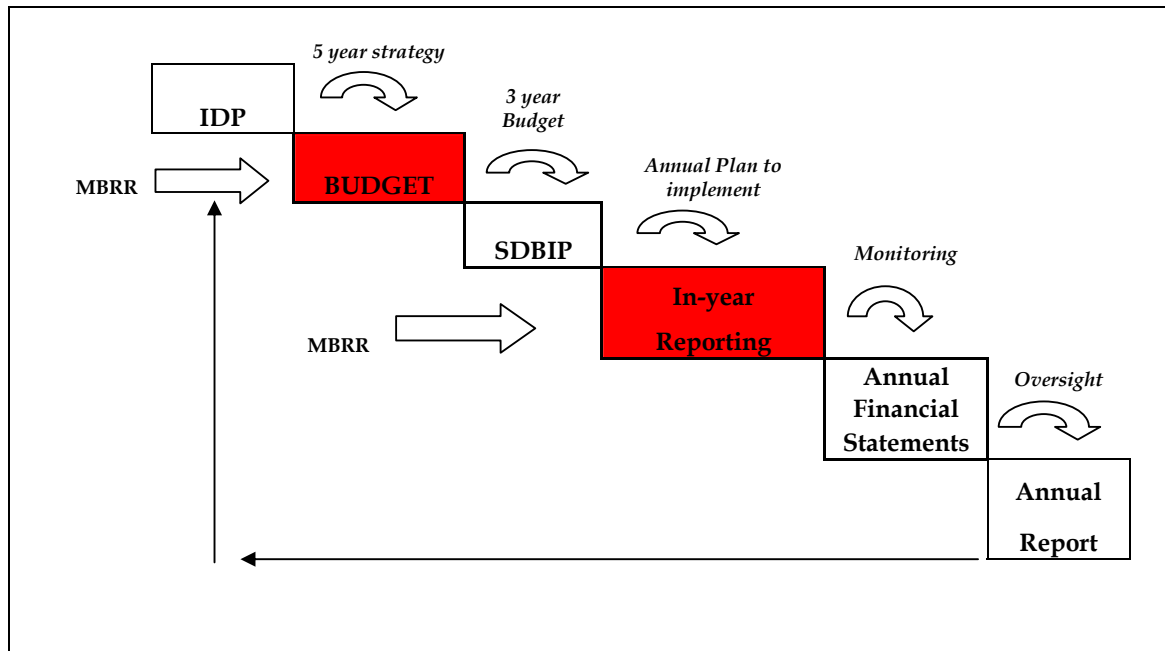 5 year strategy
IDP
3 year
Budget
MBRR
BUDGET
Annual Plan to
implement
SDBIP
Monitoring
In-year
Reporting
MBRR
Annual
Financial
Statements
Oversight
Annual
Report